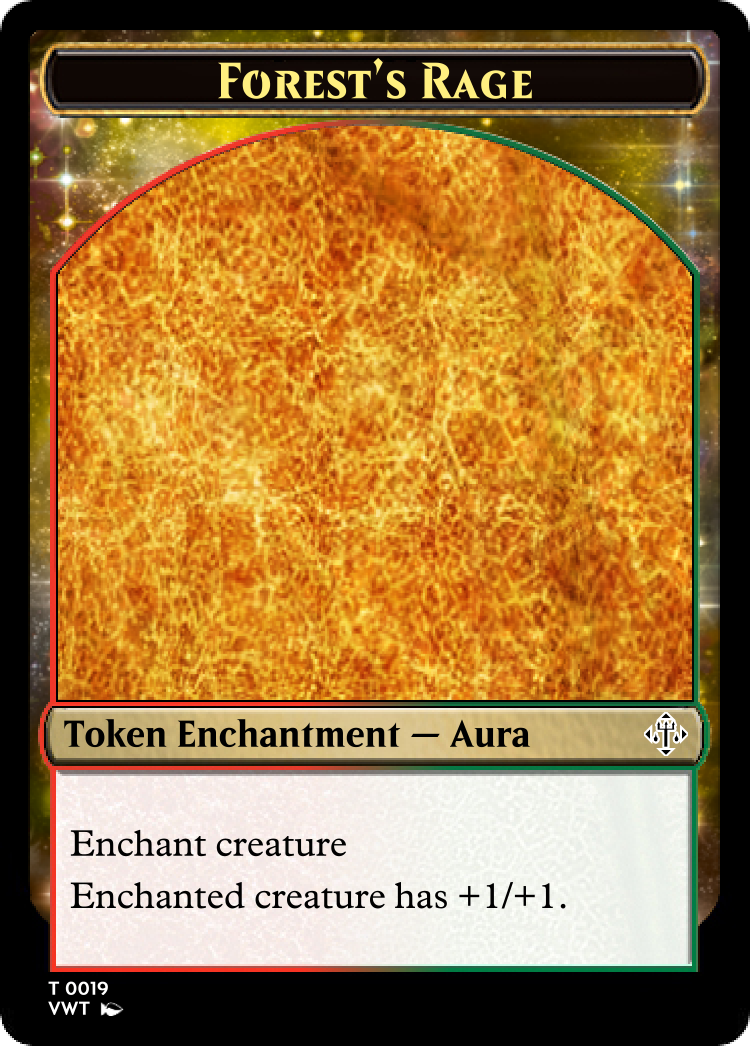 Forest's Rage
Token Enchantment — Aura
Enchant creature
Enchanted creature has +1/+1.
T 0019
VWT